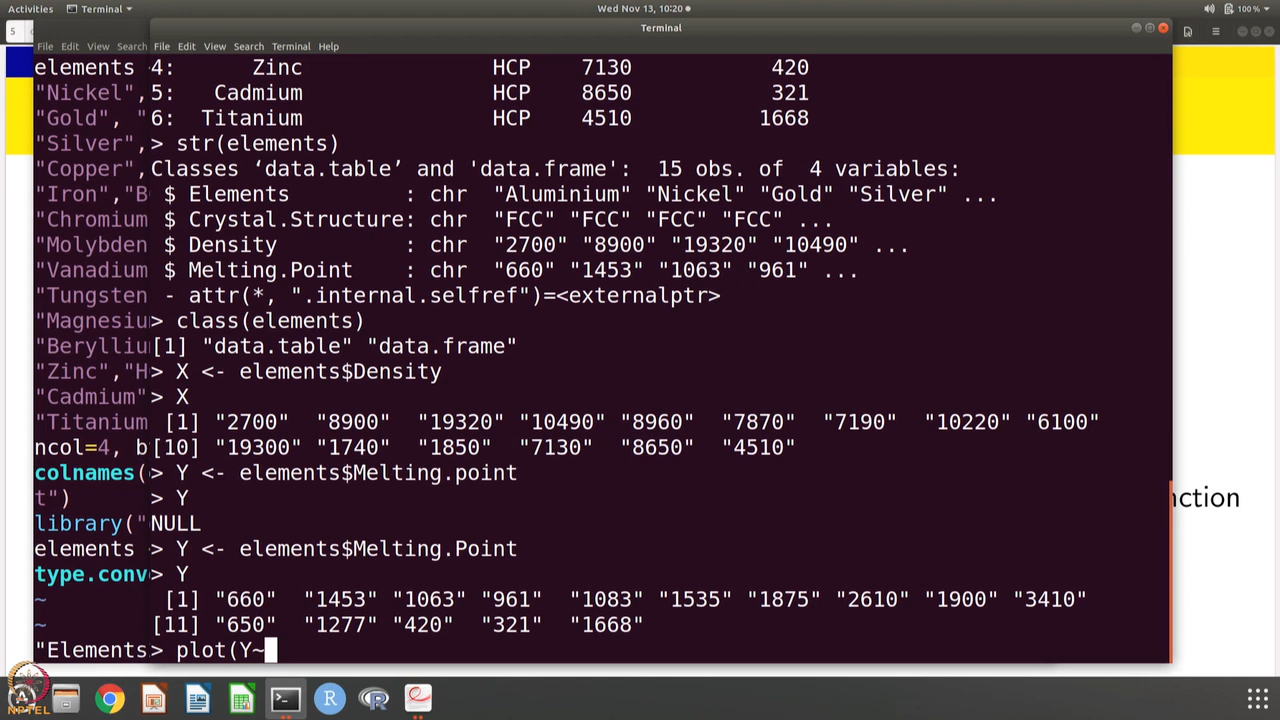 Activities Terminal Wed Nov 13, 10:20 100 %
5
Terminal
File Edit View Search
File Edit View Search Terminal Help
elements
"Nickel",
"Gold", "
"Silver",
"Copper",
"Iron","B
"Chromium
"Molybden
"Vanadium
"Tungsten
"Magnesiu
"Berylliu
"Zinc","H
"Cadmium"
"Titanium
ncol=4, b
colnames(
t")
library("
elements
type.conv
~
~
"Elements
4: Zinc HCP 7130 420
5: Cadmium HCP 8650 321
6: Titanium HCP 4510 1668
> str(elements)
Classes ‘data.table’ and 'data.frame': 15 obs. of 4 variables:
$ Elements : chr "Aluminium" "Nickel" "Gold" "Silver" ...
$ Crystal.Structure: chr "FCC" "FCC" "FCC" "FCC" ...
$ Density : chr "2700" "8900" "19320" "10490" ...
$ Melting.Point : chr "660" "1453" "1063" "961" ...
- attr(*, ".internal.selfref")=<externalptr>
> class(elements)
[1] "data.table" "data.frame"
> X <- elements$Density
> X
[1] "2700" "8900" "19320" "10490" "8960" "7870" "7190" "10220" "6100"
[10] "19300" "1740" "1850" "7130" "8650" "4510"
> Y <- elements$Melting.point
> Y
NULL
> Y <- elements$Melting.Point
> Y
[1] "660" "1453" "1063" "961" "1083" "1535" "1875" "2610" "1900" "3410"
[11] "650" "1277" "420" "321" "1668"
> plot(Y~
nction
NPTEL